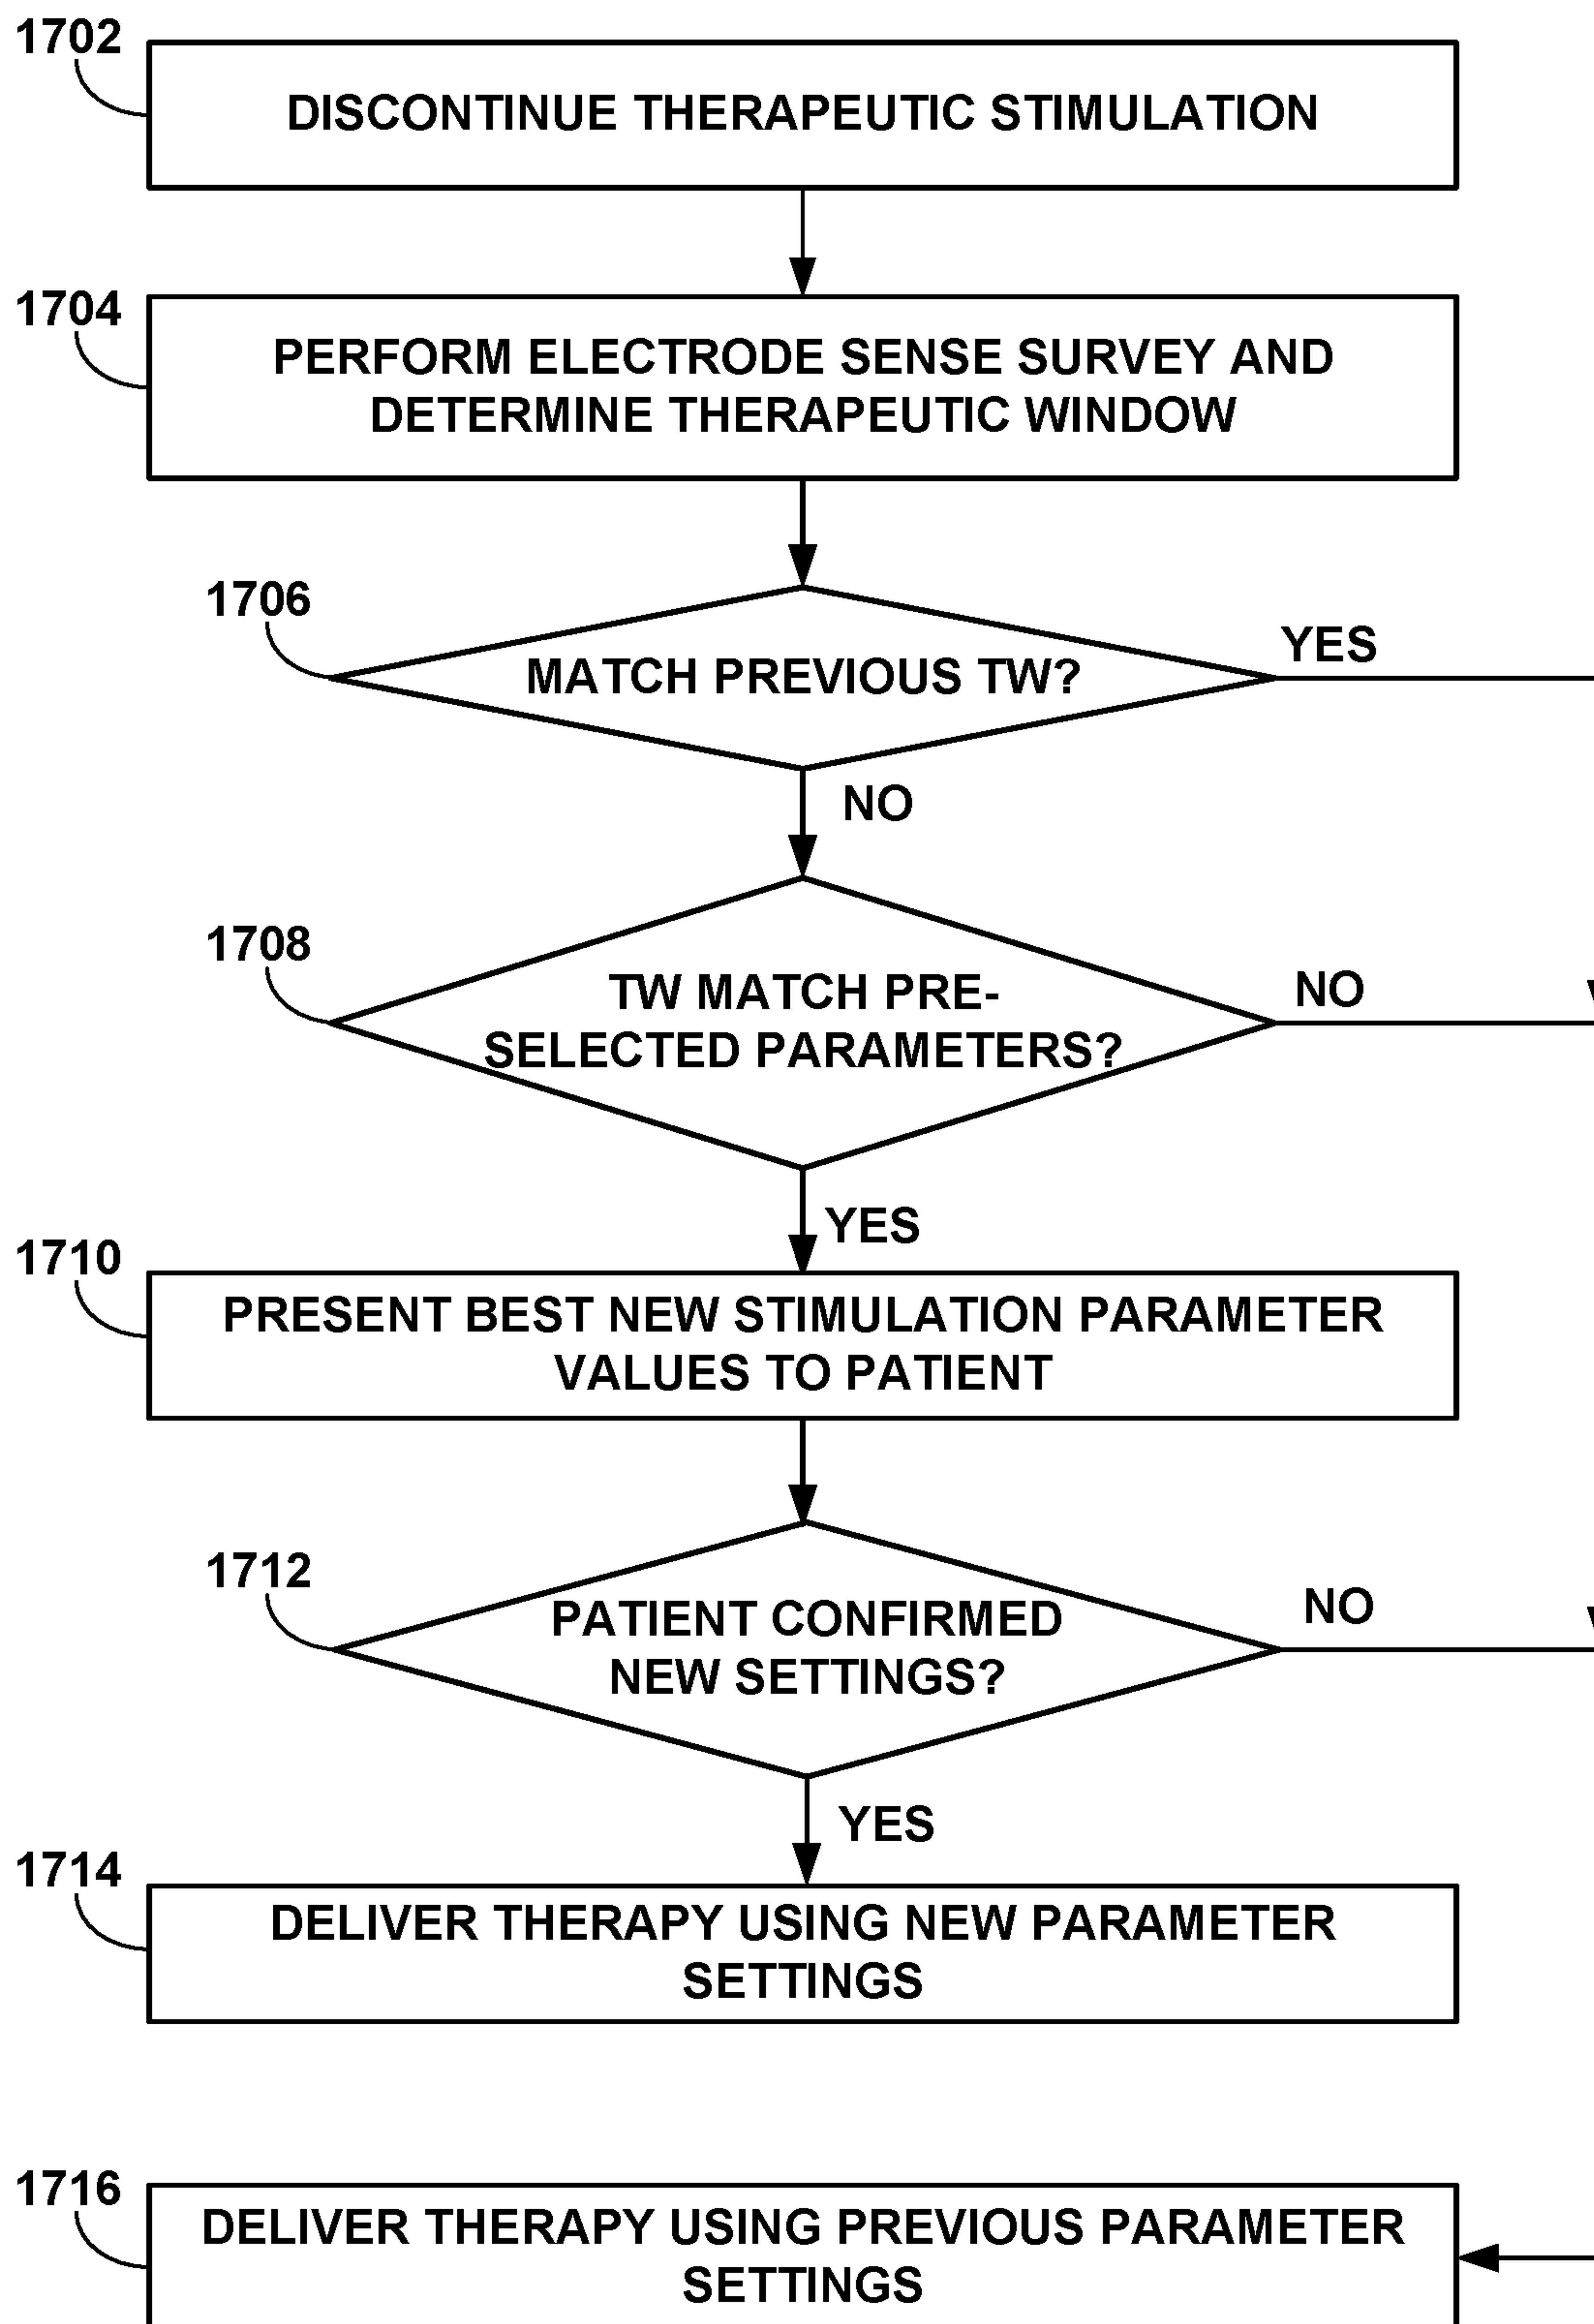 1702
DISCONTINUE THERAPEUTIC STIMULATION
1704
PERFORM ELECTRODE SENSE SURVEY AND
DETERMINE THERAPEUTIC WINDOW
1706
MATCH PREVIOUS TW?
YES
NO
1708
TW MATCH PRE-
SELECTED PARAMETERS?
NO
YES
1710
PRESENT BEST NEW STIMULATION PARAMETER
VALUES TO PATIENT
1712
PATIENT CONFIRMED
NEW SETTINGS?
NO
YES
1714
DELIVER THERAPY USING NEW PARAMETER
SETTINGS
1716
DELIVER THERAPY USING PREVIOUS PARAMETER
SETTINGS